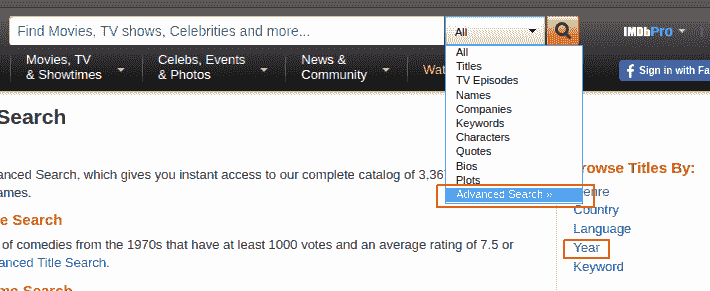 Find Movies, TV shows, Celebrities and more...
All
IMDbPro
Movies, TV
& Showtimes
Celebs, Events
& Photos
News &
Community
Wat
Sign in with Fa
All
Titles
TV Episodes
Names
Companies
Keywords
Characters
Quotes
Bios
Plots
Advanced Search »
Search
anced Search, which gives you instant access to our complete catalog of 3,367
ames.
e Search
of comedies from the 1970s that have at least 1000 votes and an average rating of 7.5 or
anced Title Search.
me Search
rowse Titles By:
enre
Country
Language
Year
Keyword